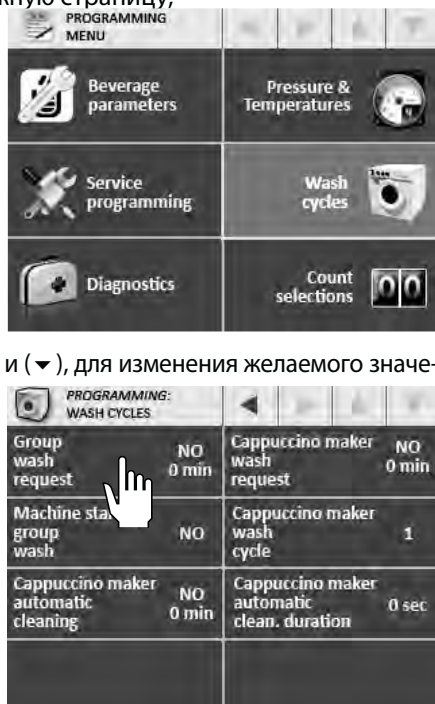 жную страницу,
PROGRAMMING
MENU
Beverage
parameters
Pressure &
Temperatures
Service
programming
Wash
cycles
Diagnostics
Count
selections
00
и (▼), для изменения желаемого значе-
PROGRAMMING:
WASH CYCLES
Group
wash
request
NO
0 min
Cappuccino maker
wash
request
NO
0 min
Machine sta
group
wash
NO
Cappuccino maker
wash
cycle
1
Cappuccino maker
automatic
cleaning
NO
0 min
Cappuccino maker
automatic
clean. duration
0 sec